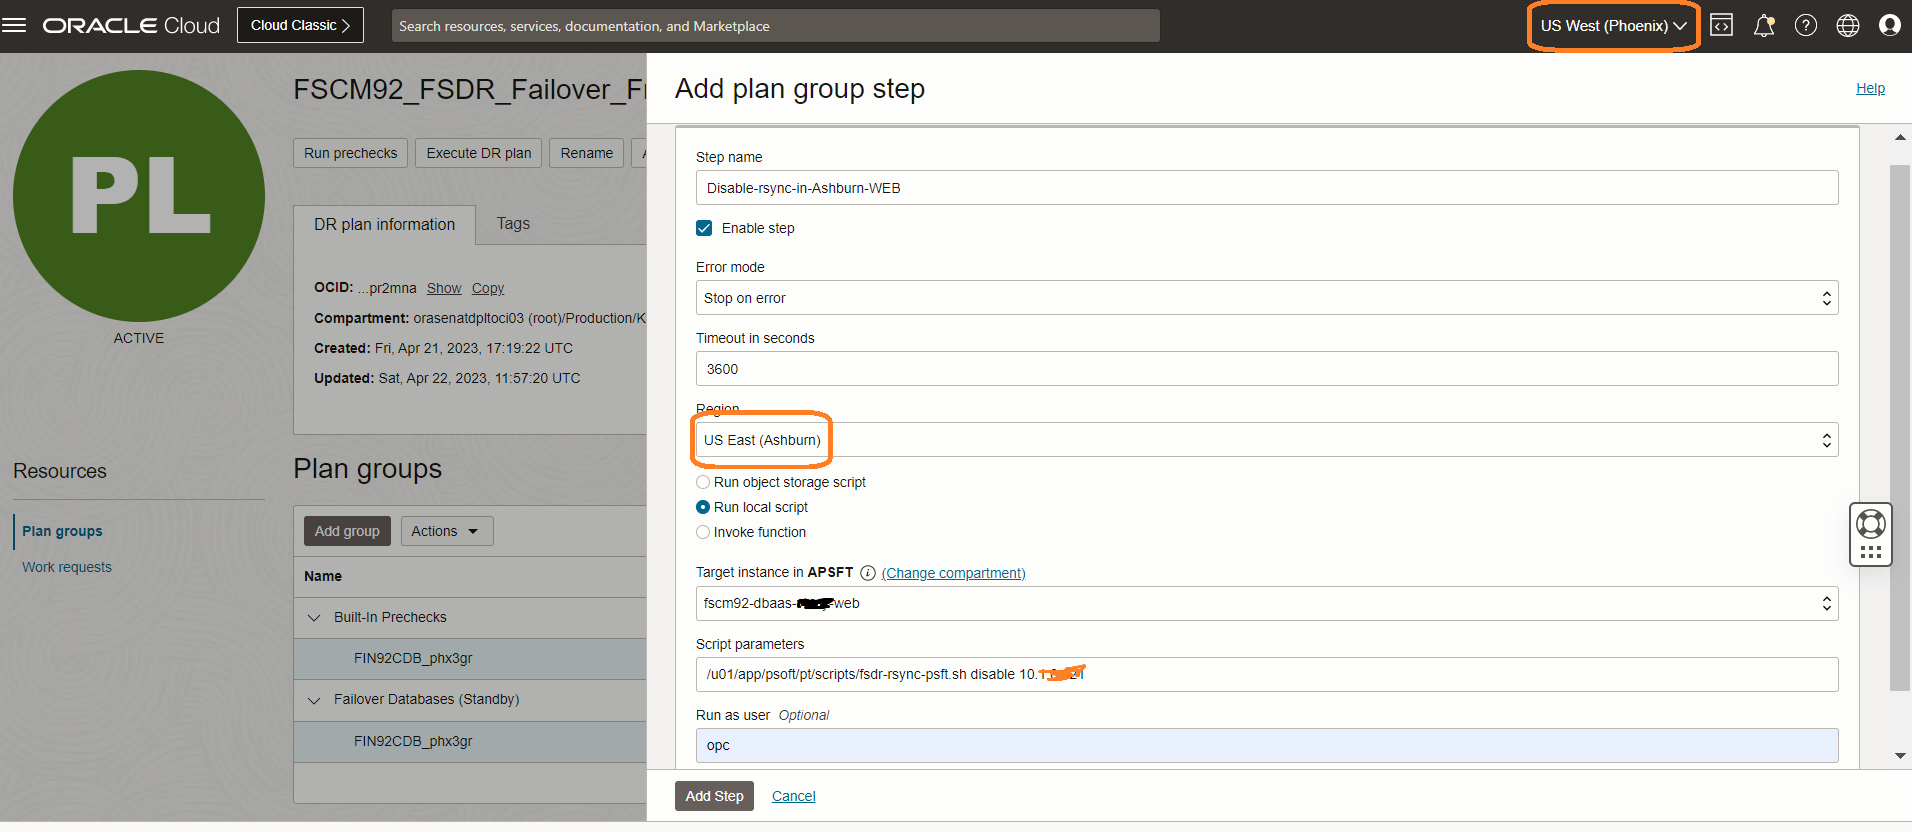 ORACLE Cloud
Cloud Classic
Search resources, services, documentation, and Marketplace
US West (Phoenix)
PL
ACTIVE
FSCM92_FSDR_Failover_Fr
Run prechecks
Execute DR plan
Rename
DR plan information
Tags
OCID: ...pr2mna Show Copy
Compartment: orasenatdpltoci03 (root)/Production/K
Created: Fri, Apr 21, 2023, 17:19:22 UTC
Updated: Sat, Apr 22, 2023, 11:57:20 UTC
Resources
Plan groups
Work requests
Plan groups
Add group
Actions
Name
Built-In Prechecks
FIN92CDB_phx3gr
Failover Databases (Standby)
FIN92CDB_phx3gr
Add plan group step
Help
Step name
Disable-rsync-in-Ashburn-WEB
Enable step
Error mode
Stop on error
Timeout in seconds
3600
Region
US East (Ashburn)
Run object storage script
Run local script
Invoke function
Target instance in APSFT (Change compartment)
fscm92-dbaas- -web
Script parameters
/u01/app/psoft/pt/scripts/fsdr-rsync-psft.sh disable 10.
Run as user Optional
opc
Add Step
Cancel